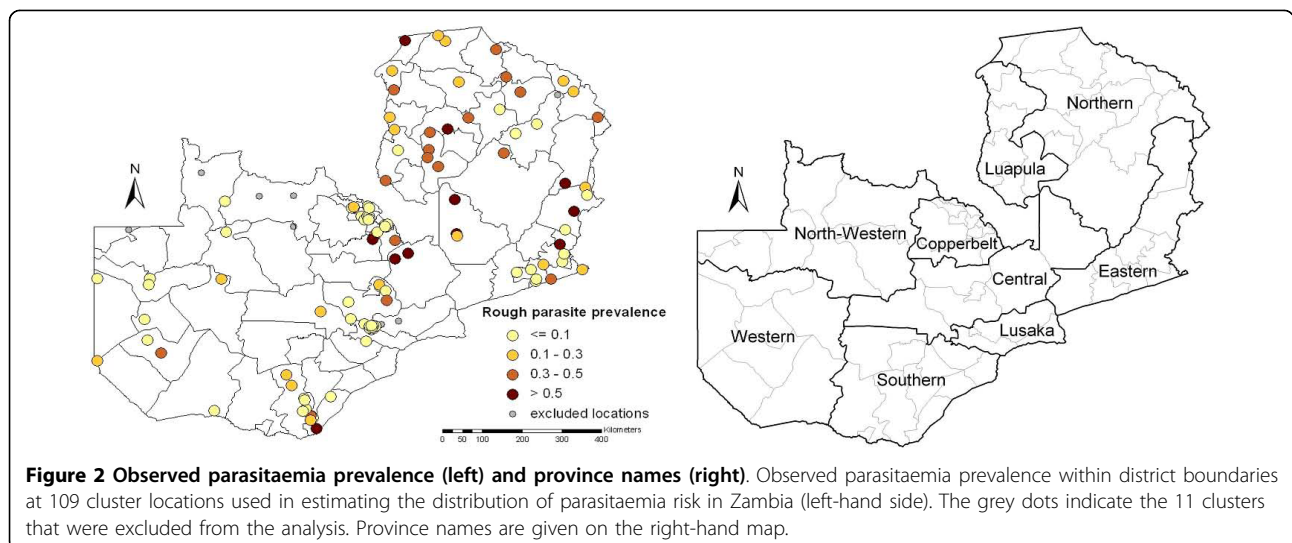 N
Rough parasite prevalence
<= 0.1
0.1 - 0.3
0.3 - 0.5
> 0.5
excluded locations
Kilometers
0 50 100 200 300 400
N
Northern
Luapula
North-Western
Copperbelt
Central
Eastern
Lusaka
Western
Southern
Figure 2 Observed parasitaemia prevalence (left) and province names (right). Observed parasitaemia prevalence within district boundaries
at 109 cluster locations used in estimating the distribution of parasitaemia risk in Zambia (left-hand side). The grey dots indicate the 11 clusters
that were excluded from the analysis. Province names are given on the right-hand map.